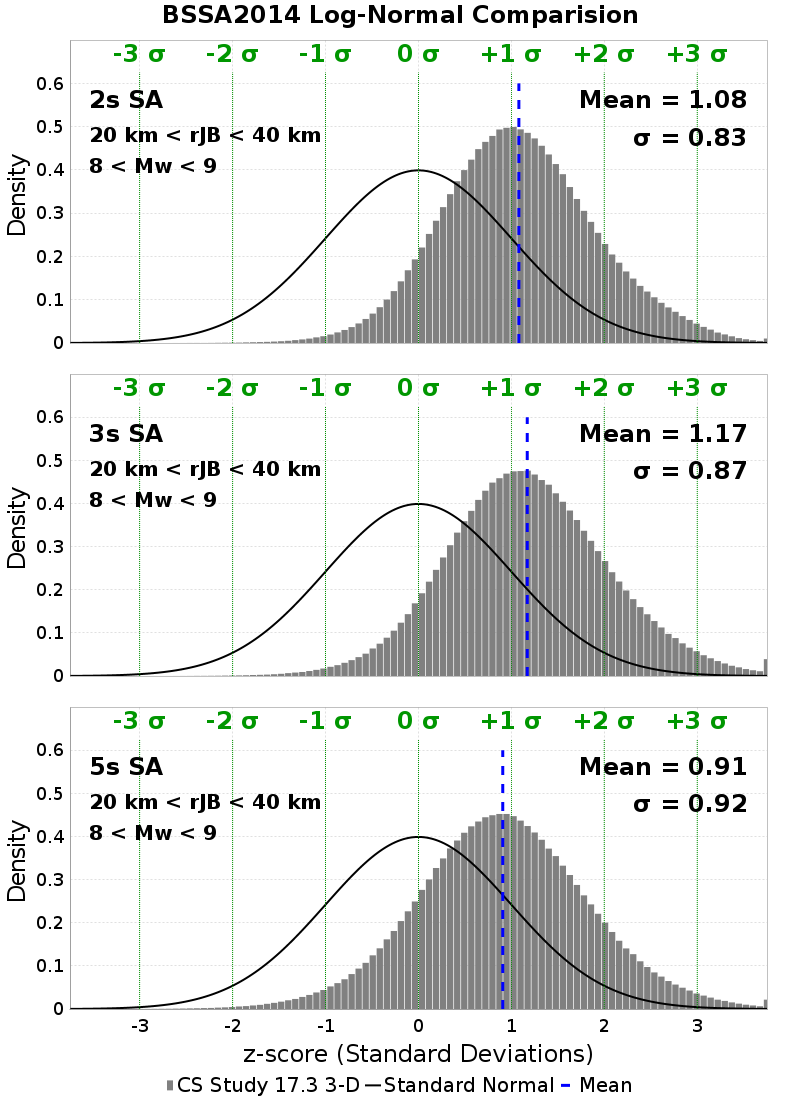 BSSA2014 Log-Normal Comparision
-3 σ -2 σ -1 σ 0 σ +1 σ +2 σ +3 σ
0.6
2s SA Mean = 1.08
0.5
20 km < rJB < 40 km σ = 0.83
8 < Mw < 9
0.4
0.3
0.2
0.1
0
Density
-3 σ -2 σ -1 σ 0 σ +1 σ +2 σ +3 σ
0.6
3s SA Mean = 1.17
0.5
20 km < rJB < 40 km σ = 0.87
8 < Mw < 9
0.4
0.3
0.2
0.1
0
Density
-3 σ -2 σ -1 σ 0 σ +1 σ +2 σ +3 σ
0.6
5s SA Mean = 0.91
0.5
20 km < rJB < 40 km σ = 0.92
8 < Mw < 9
0.4
0.3
0.2
0.1
0
Density
-3 -2 -1 0 1 2 3
z-score (Standard Deviations)
CS Study 17.3 3-D Standard Normal Mean